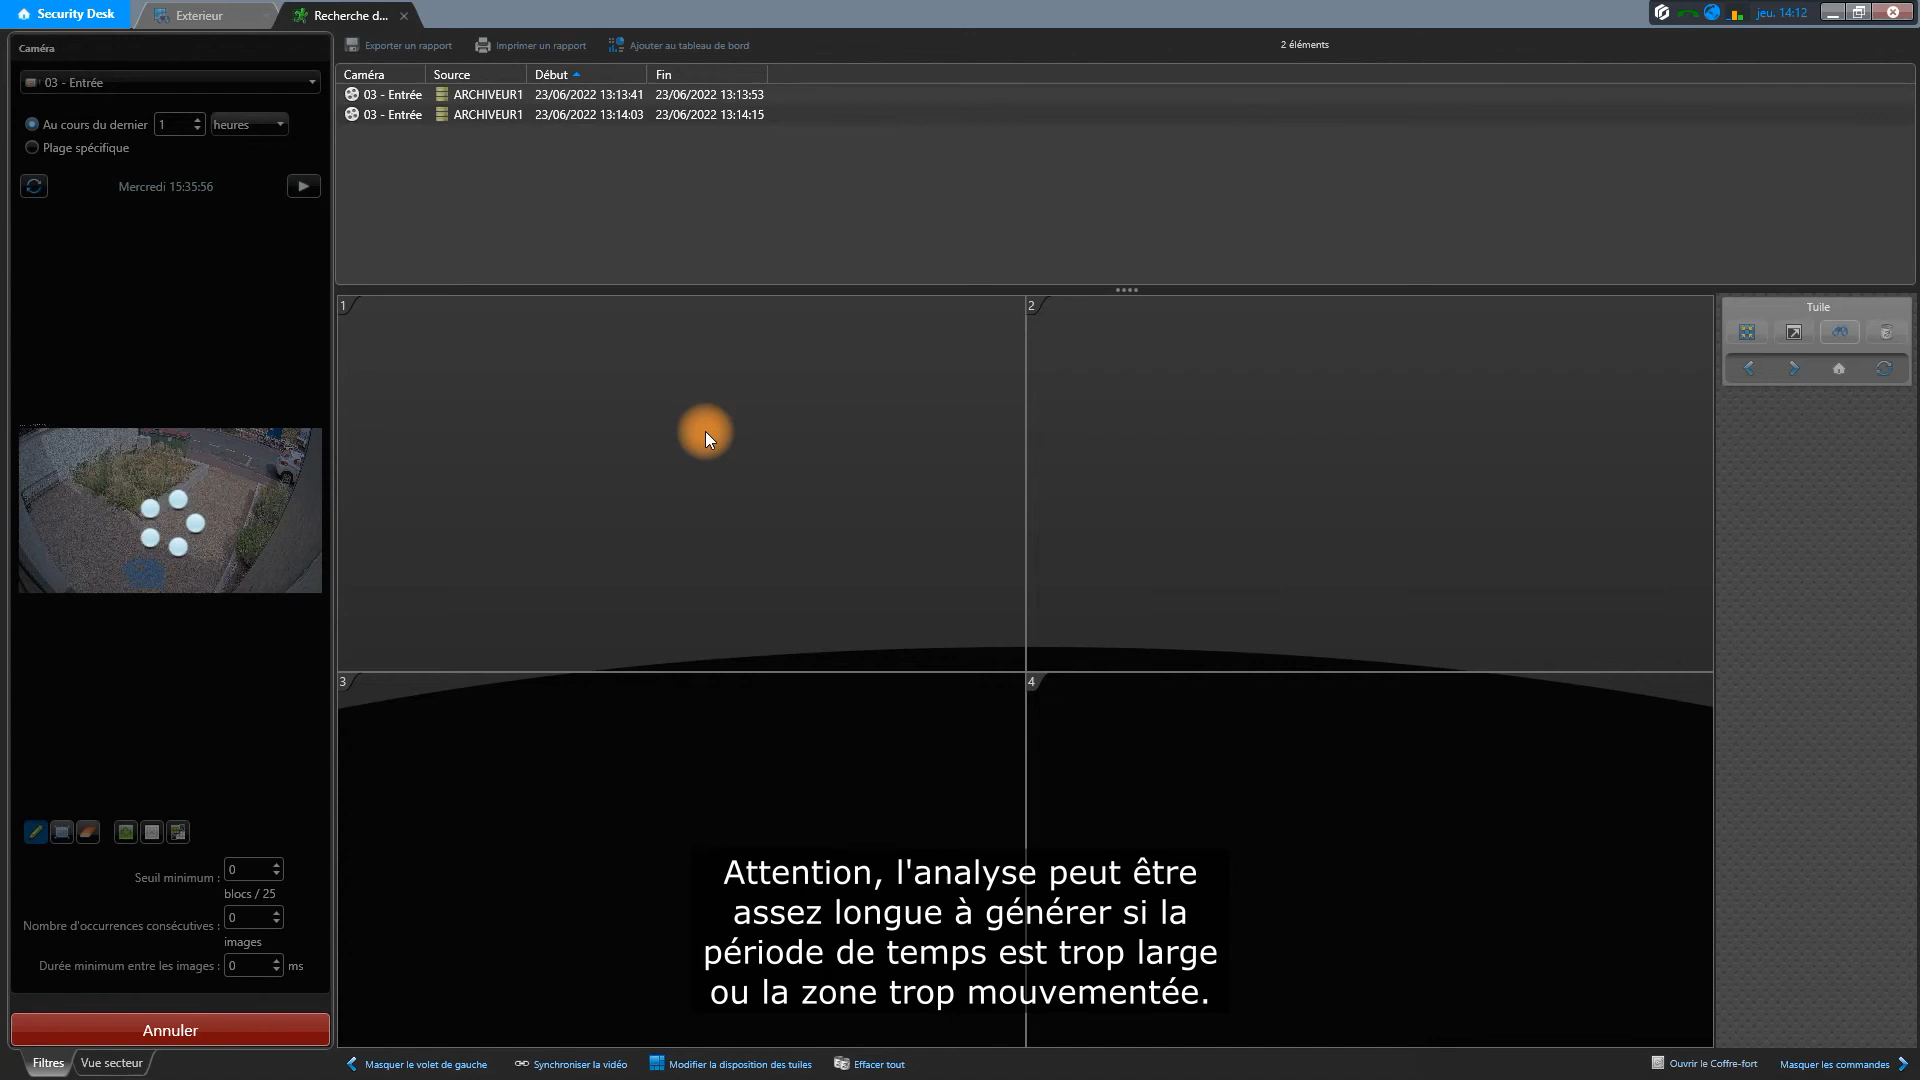 Security Desk
Exterieur
Recherche d...
jeu. 14:12
Caméra
03 - Entrée
Au cours du dernier 1 heures
Plage spécifique
Mercredi 15:35:56
Exporter un rapport
Imprimer un rapport
Ajouter au tableau de bord
2 éléments
Caméra Source Début Fin
03 - Entrée ARCHIVEUR1 23/06/2022 13:13:41 23/06/2022 13:13:53
03 - Entrée ARCHIVEUR1 23/06/2022 13:14:03 23/06/2022 13:14:15
1
2
3
4
Tuile
Seuil minimum : 0
blocs / 25
Nombre d'occurrences consécutives : 0
images
Durée minimum entre les images : 0 ms
Annuler
Filtres
Vue secteur
Attention, l'analyse peut être
assez longue à générer si la
période de temps est trop large
ou la zone trop mouvementée.
Masquer le volet de gauche
Synchroniser la vidéo
Modifier la disposition des tuiles
Effacer tout
Ouvrir le Coffre-fort
Masquer les commandes